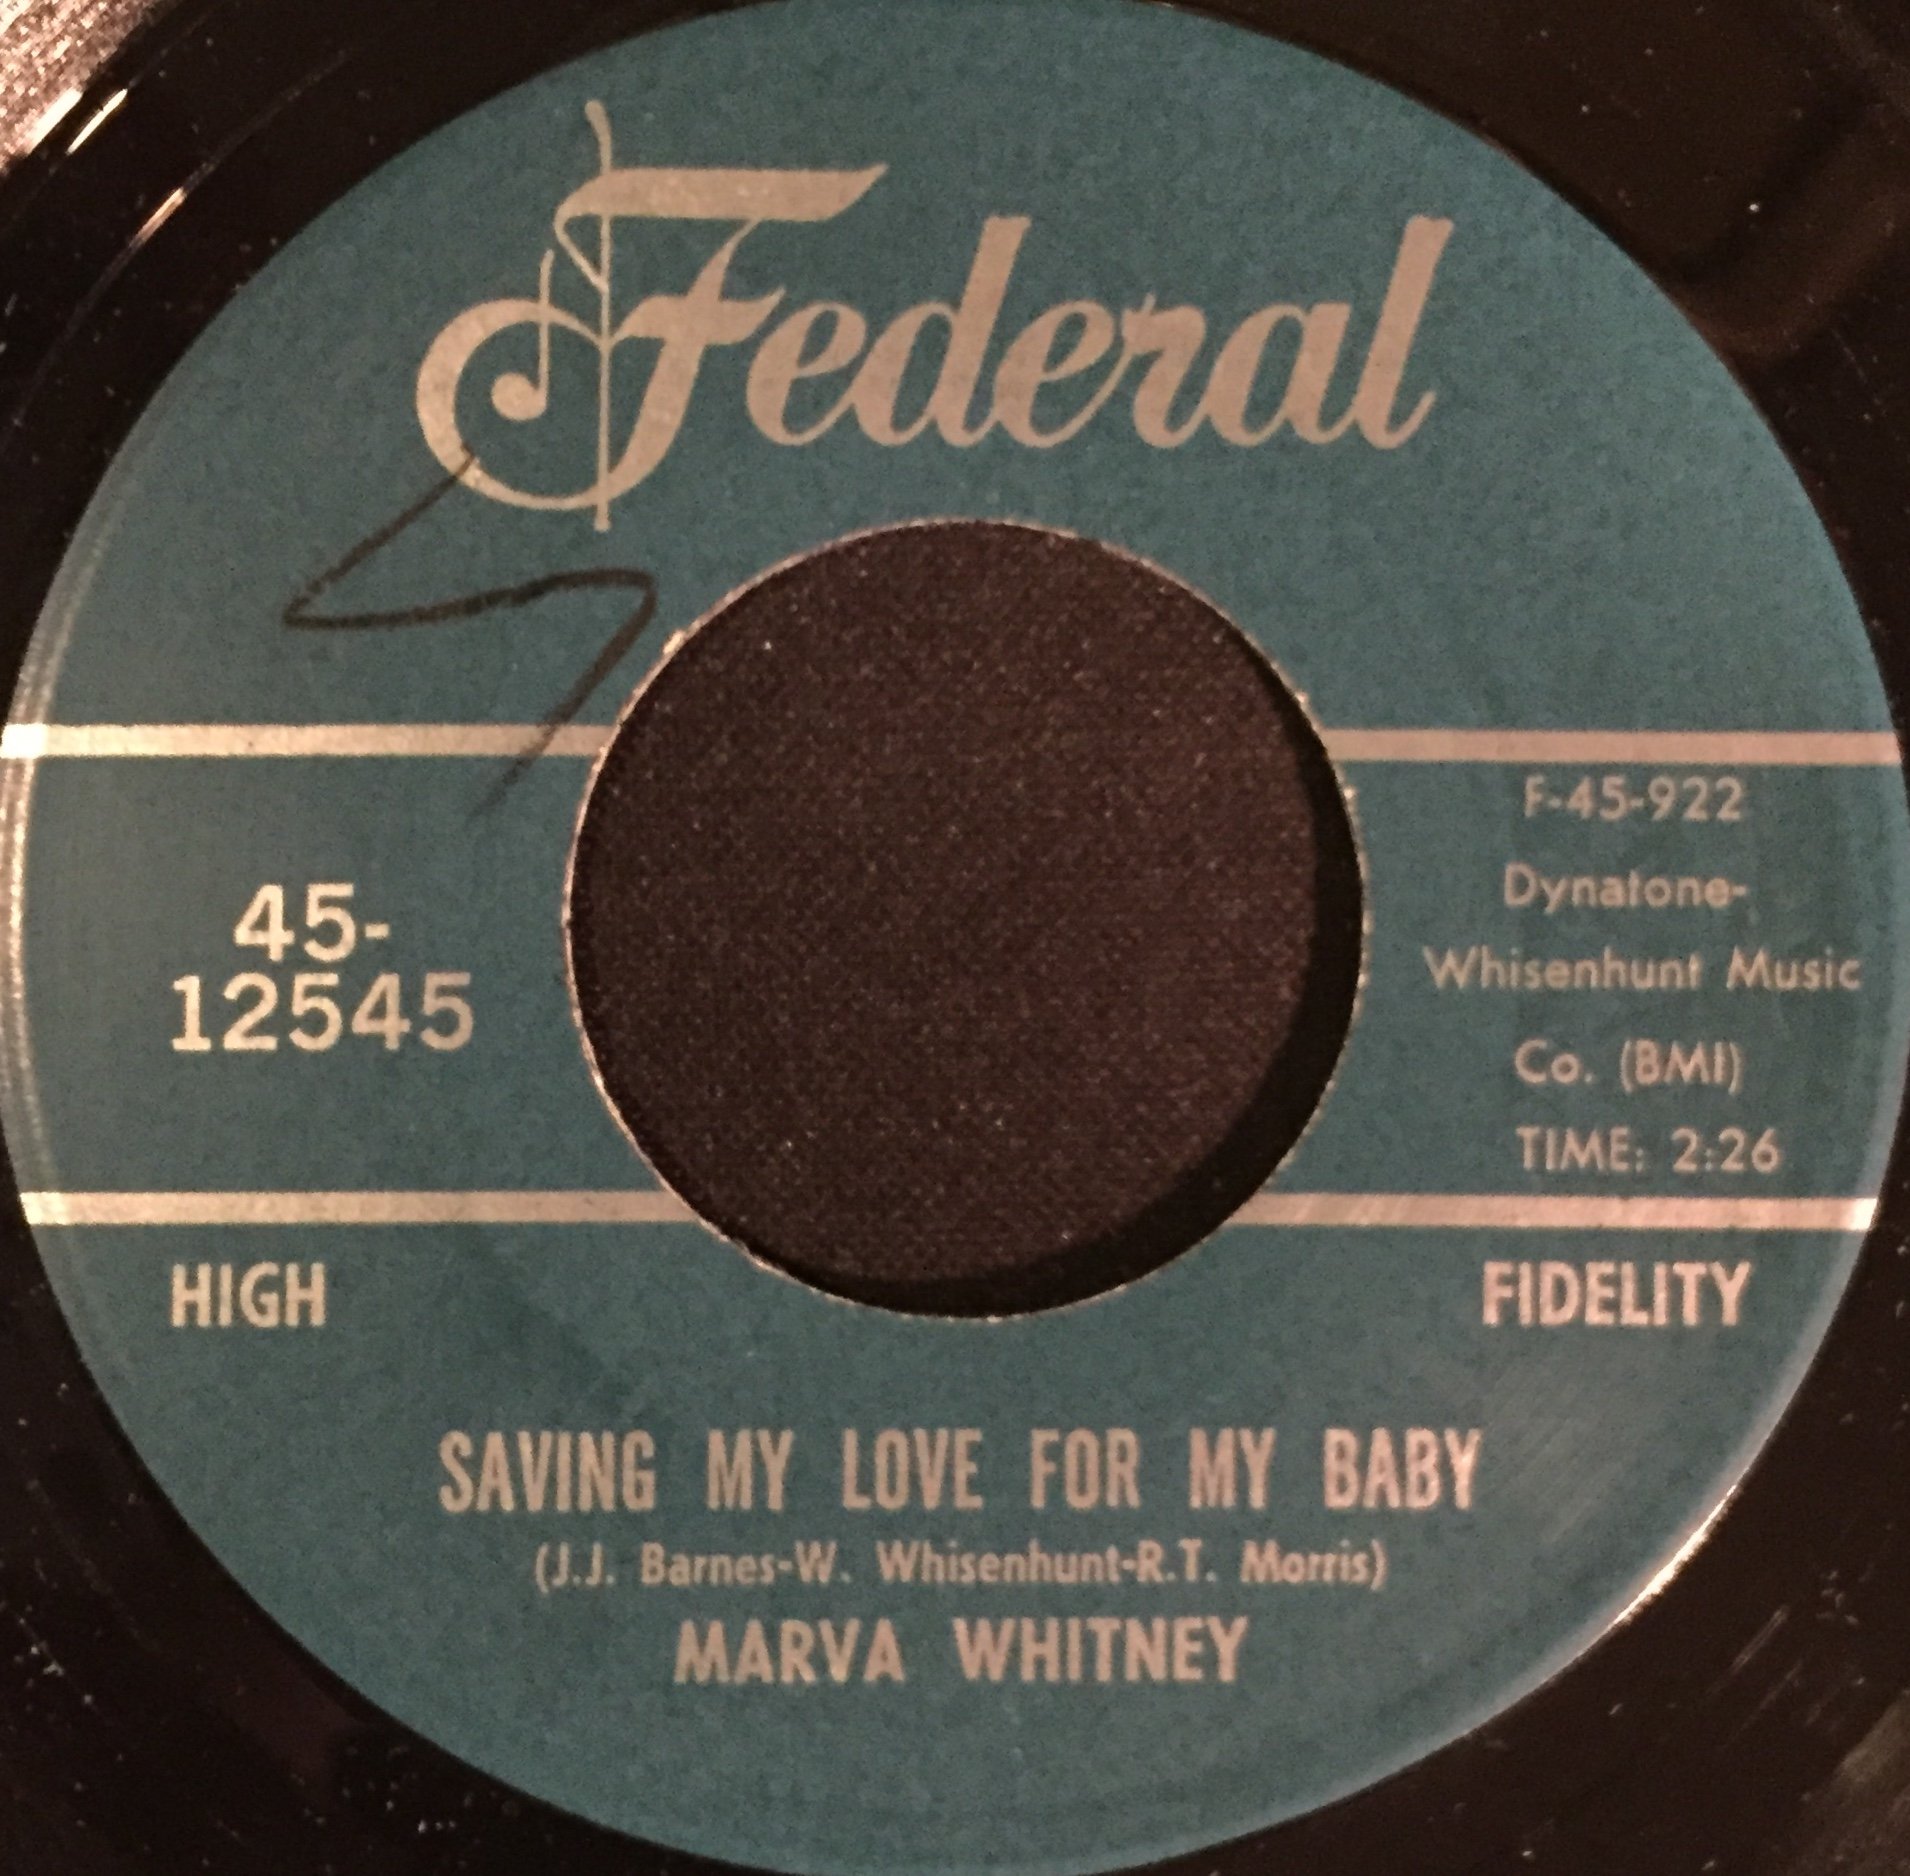 Federal
45-
12545
F-45-922
Dynatone-
Whisenhunt Music
Co. (BMI)
TIME: 2:26
HIGH
FIDELITY
SAVING MY LOVE FOR MY BABY
(J.J. Barnes-W. Whisenhunt-R.T. Morris)
MARVA WHITNEY